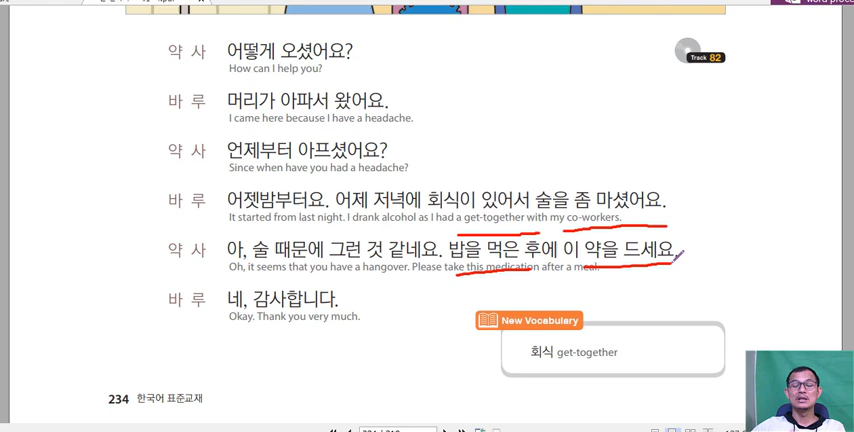 Track 82
약 사 어떻게 오셨어요?
How can I help you?
바 루 머리가 아파서 왔어요.
I came here because I have a headache.
약 사 언제부터 아프셨어요?
Since when have you had a headache?
바 루 어젯밤부터요. 어제 저녁에 회식이 있어서 술을 좀 마셨어요.
It started from last night. I drank alcohol as I had a get-together with my co-workers.
약 사 아, 술 때문에 그런 것 같네요. 밥을 먹은 후에 이 약을 드세요.
Oh, it seems that you have a hangover. Please take this medication after a meal.
바 루 네, 감사합니다.
Okay. Thank you very much.
New Vocabulary
회식 get-together
234 한국어 표준교재